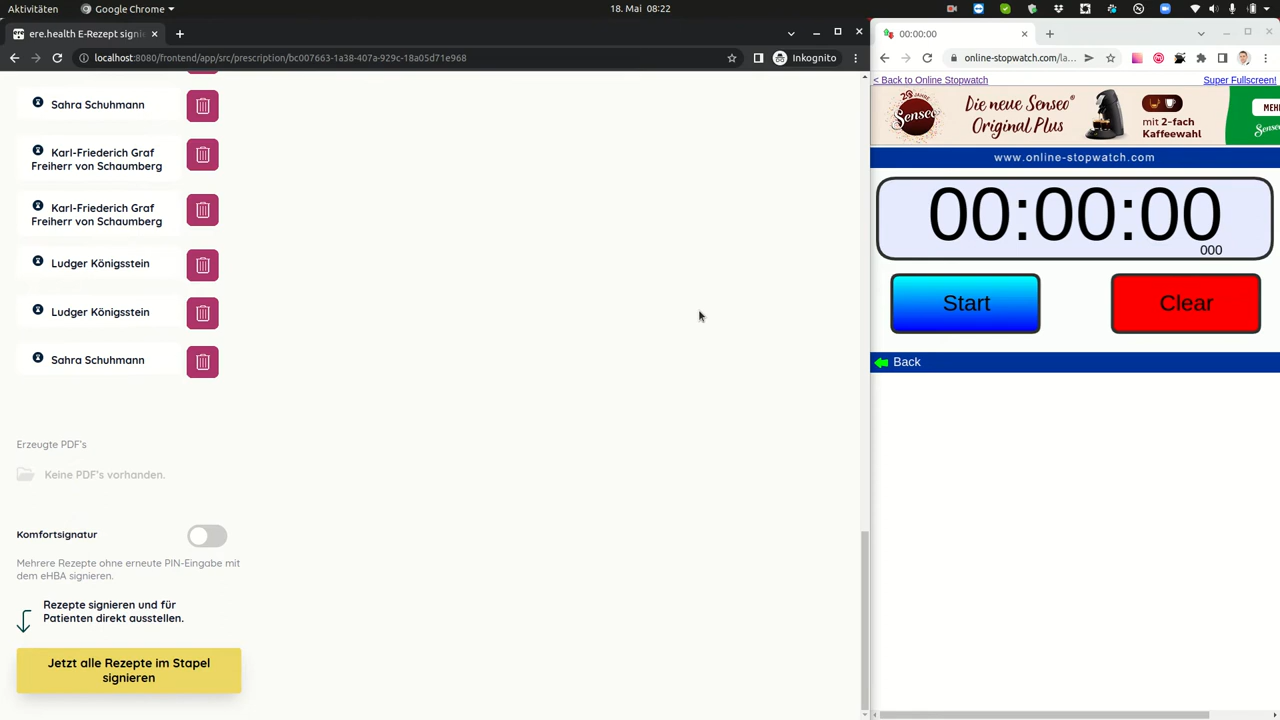 Aktivitäten
Google Chrome
18. Mai 08:22
ere.health E-Rezept signie
00:00:00
localhost:8080/frontend/app/src/prescription/bc007663-1a38-407a-929c-18a05d71e968
Inkognito
online-stopwatch.com/la...
< Back to Online Stopwatch
Super Fullscreen!
Senseo
Die neue Senseo®
Original Plus
mit 2-fach
Kaffeewahl
MEH
www.online-stopwatch.com
00:00:00
000
Start
Clear
Back
Sahra Schuhmann
Karl-Friederich Graf
Freiherr von Schaumberg
Karl-Friederich Graf
Freiherr von Schaumberg
Ludger Königsstein
Ludger Königsstein
Sahra Schuhmann
Erzeugte PDF's
Keine PDF's vorhanden.
Komfortsignatur
Mehrere Rezepte ohne erneute PIN-Eingabe mit
dem eHBA signieren.
Rezepte signieren und für
Patienten direkt ausstellen.
Jetzt alle Rezepte im Stapel
signieren